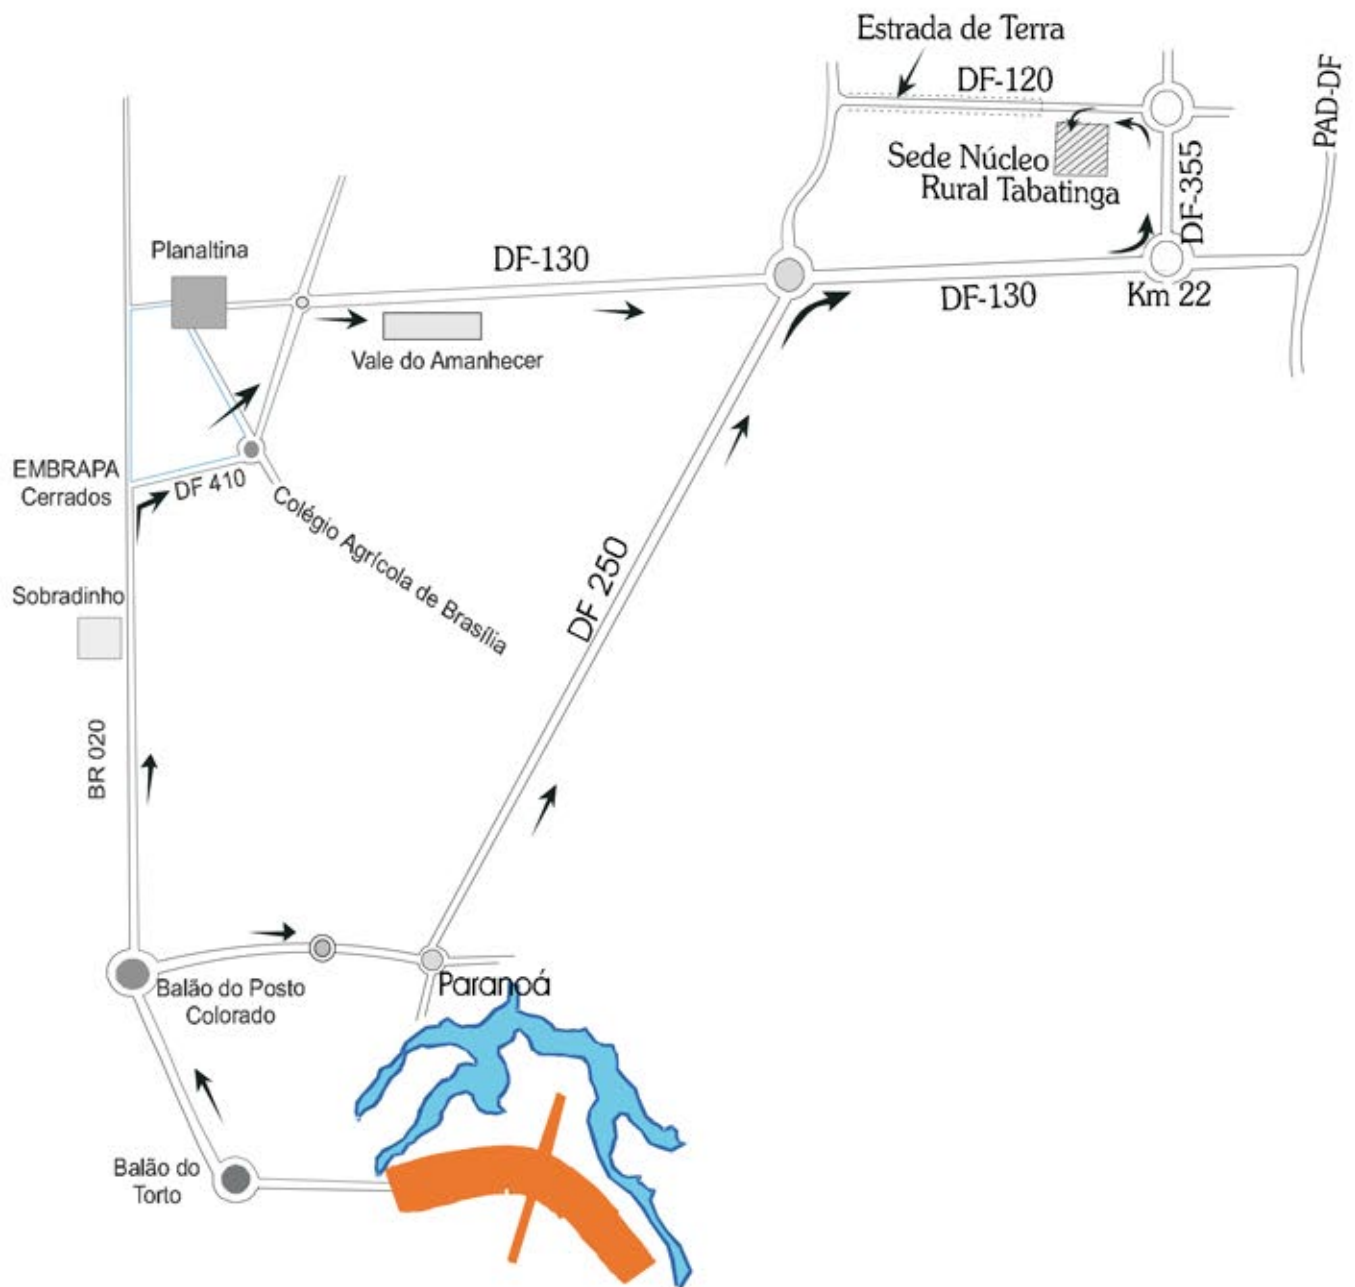 Estrada de Terra
DF-120
PAD-DF
Sede Núcleo
Rural Tabatinga
DF-355
Planaltina
DF-130
DF-130
Km 22
Vale do Amanhecer
EMBRAPA
Cerrados
DF 410
Colégio Agrícola de Brasília
DF 250
Sobradinho
BR 020
Balão do Posto
Colorado
Paranoá
Balão do
Torto